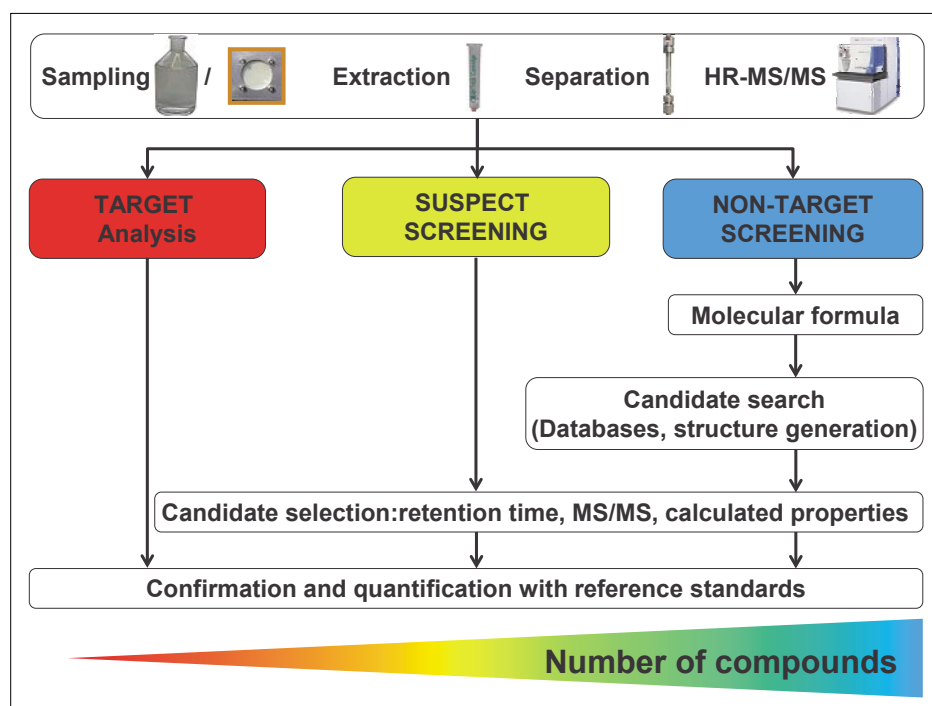 Sampling / Extraction Separation HR-MS/MS
TARGET
Analysis
SUSPECT
SCREENING
NON-TARGET
SCREENING
Molecular formula
Candidate search
(Databases, structure generation)
Candidate selection:retention time, MS/MS, calculated properties
Confirmation and quantification with reference standards
Number of compounds